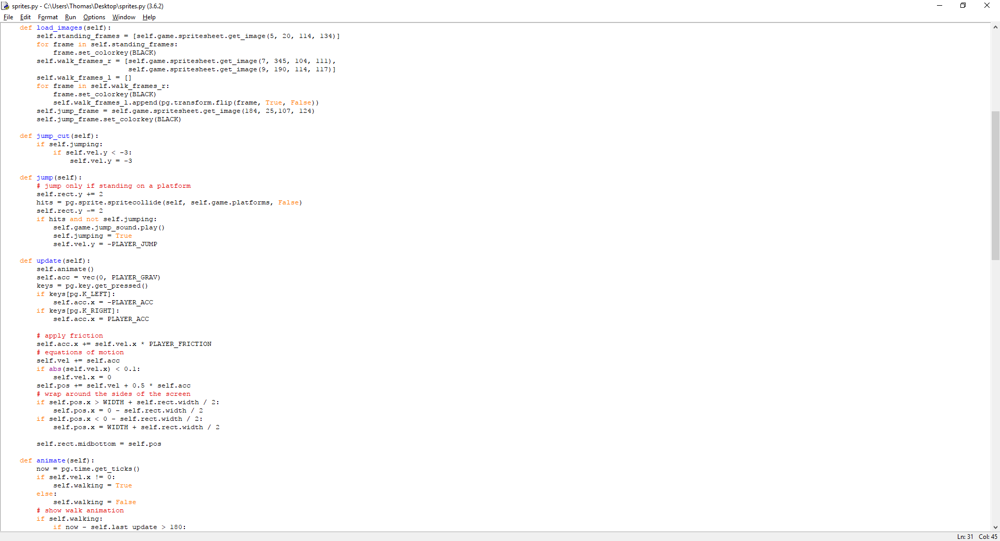 sprites.py - C:\Users\Thomas\Desktop\sprites.py (3.6.2)
File Edit Format Run Options Window Help
    def load_images(self):
        self.standing_frames = [self.game.spritesheet.get_image(5, 20, 114, 134)]
        for frame in self.standing_frames:
            frame.set_colorkey(BLACK)
        self.walk_frames_r = [self.game.spritesheet.get_image(7, 345, 104, 111),
                              self.game.spritesheet.get_image(9, 190, 114, 117)]
        self.walk_frames_l = []
        for frame in self.walk_frames_r:
            frame.set_colorkey(BLACK)
            self.walk_frames_l.append(pg.transform.flip(frame, True, False))
        self.jump_frame = self.game.spritesheet.get_image(184, 25,107, 124)
        self.jump_frame.set_colorkey(BLACK)

    def jump_cut(self):
        if self.jumping:
            if self.vel.y < -3:
                self.vel.y = -3

    def jump(self):
        # jump only if standing on a platform
        self.rect.y += 2
        hits = pg.sprite.spritecollide(self, self.game.platforms, False)
        self.rect.y -= 2
        if hits and not self.jumping:
            self.game.jump_sound.play()
            self.jumping = True
            self.vel.y = -PLAYER_JUMP

    def update(self):
        self.animate()
        self.acc = vec(0, PLAYER_GRAV)
        keys = pg.key.get_pressed()
        if keys[pg.K_LEFT]:
            self.acc.x = -PLAYER_ACC
        if keys[pg.K_RIGHT]:
            self.acc.x = PLAYER_ACC

        # apply friction
        self.acc.x += self.vel.x * PLAYER_FRICTION
        # equations of motion
        self.vel += self.acc
        if abs(self.vel.x) < 0.1:
            self.vel.x = 0
        self.pos += self.vel + 0.5 * self.acc
        # wrap around the sides of the screen
        if self.pos.x > WIDTH + self.rect.width / 2:
            self.pos.x = 0 - self.rect.width / 2
        if self.pos.x < 0 - self.rect.width / 2:
            self.pos.x = WIDTH + self.rect.width / 2

        self.rect.midbottom = self.pos

    def animate(self):
        now = pg.time.get_ticks()
        if self.vel.x != 0:
            self.walking = True
        else:
            self.walking = False
        # show walk animation
        if self.walking:
            if now - self.last_update > 180:
Ln: 31 Col: 45